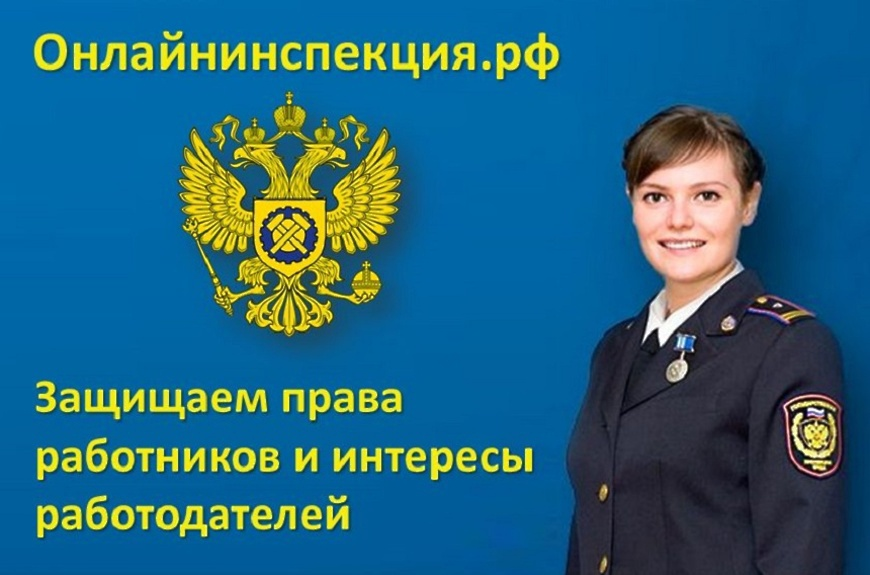 Онлайнинспекция.рф
Защищаем права
работников и интересы
работодателей